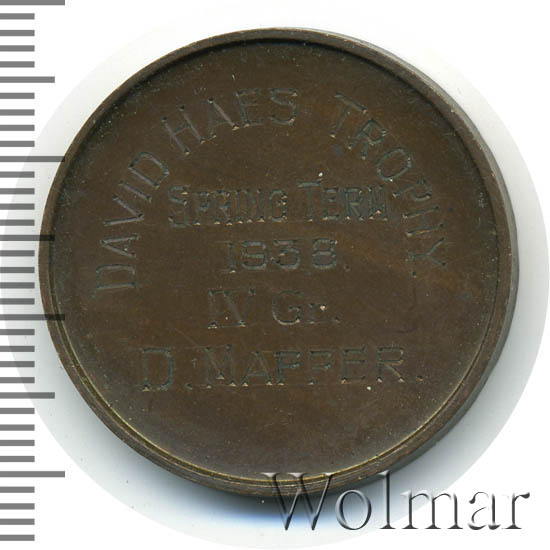 DAVID HAES TROPHY.
SPRING TERM
1938.
IV Gr.
D. MAPPER.
Wolmar